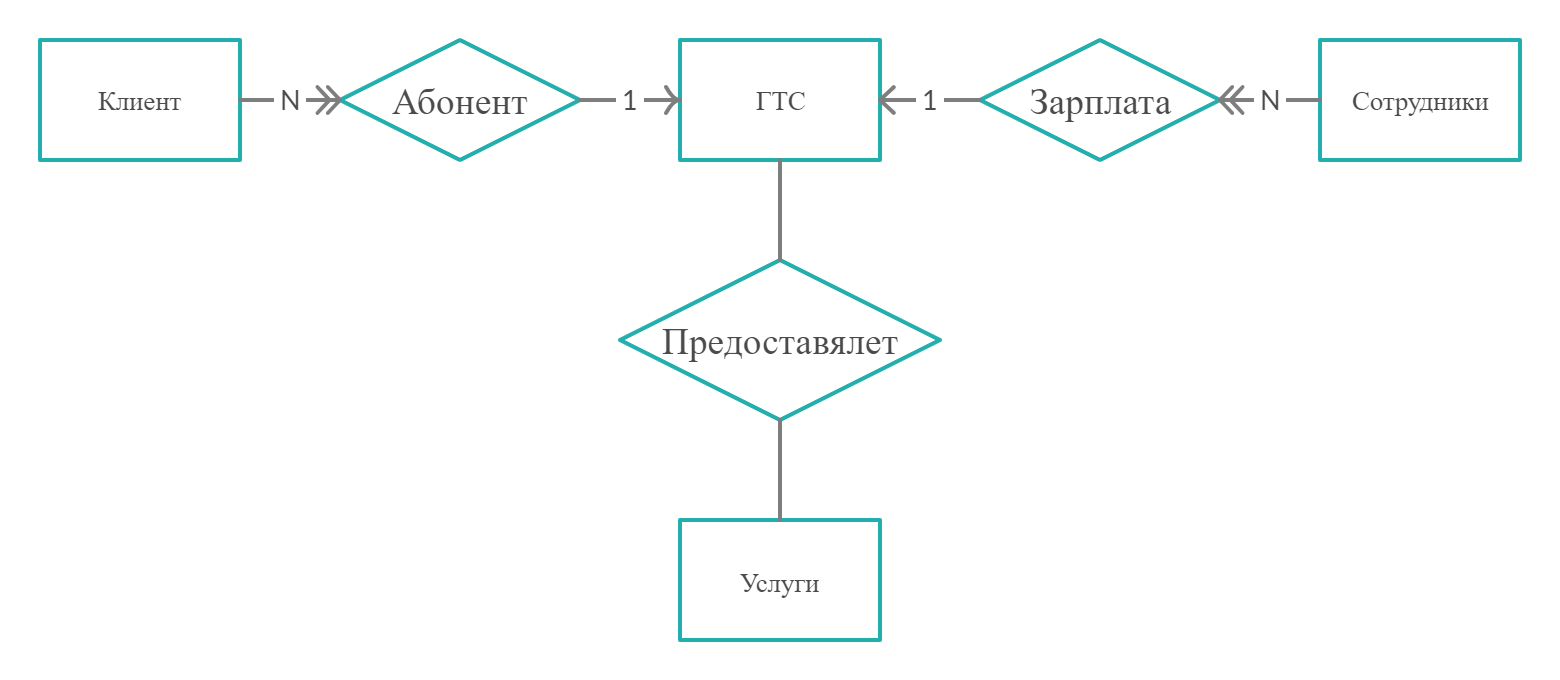 Клиент
N
Абонент
1
ГТС
1
Зарплата
N
Сотрудники
Предоставялет
Услуги